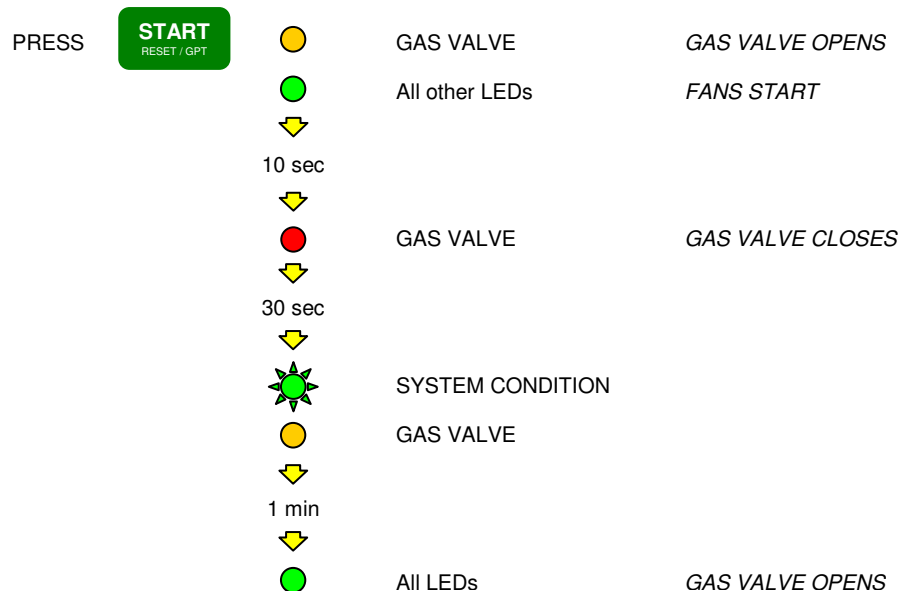 PRESS START RESET / GPT GAS VALVE GAS VALVE OPENS
All other LEDs FANS START
10 sec
GAS VALVE GAS VALVE CLOSES
30 sec
SYSTEM CONDITION
GAS VALVE
1 min
All LEDs GAS VALVE OPENS